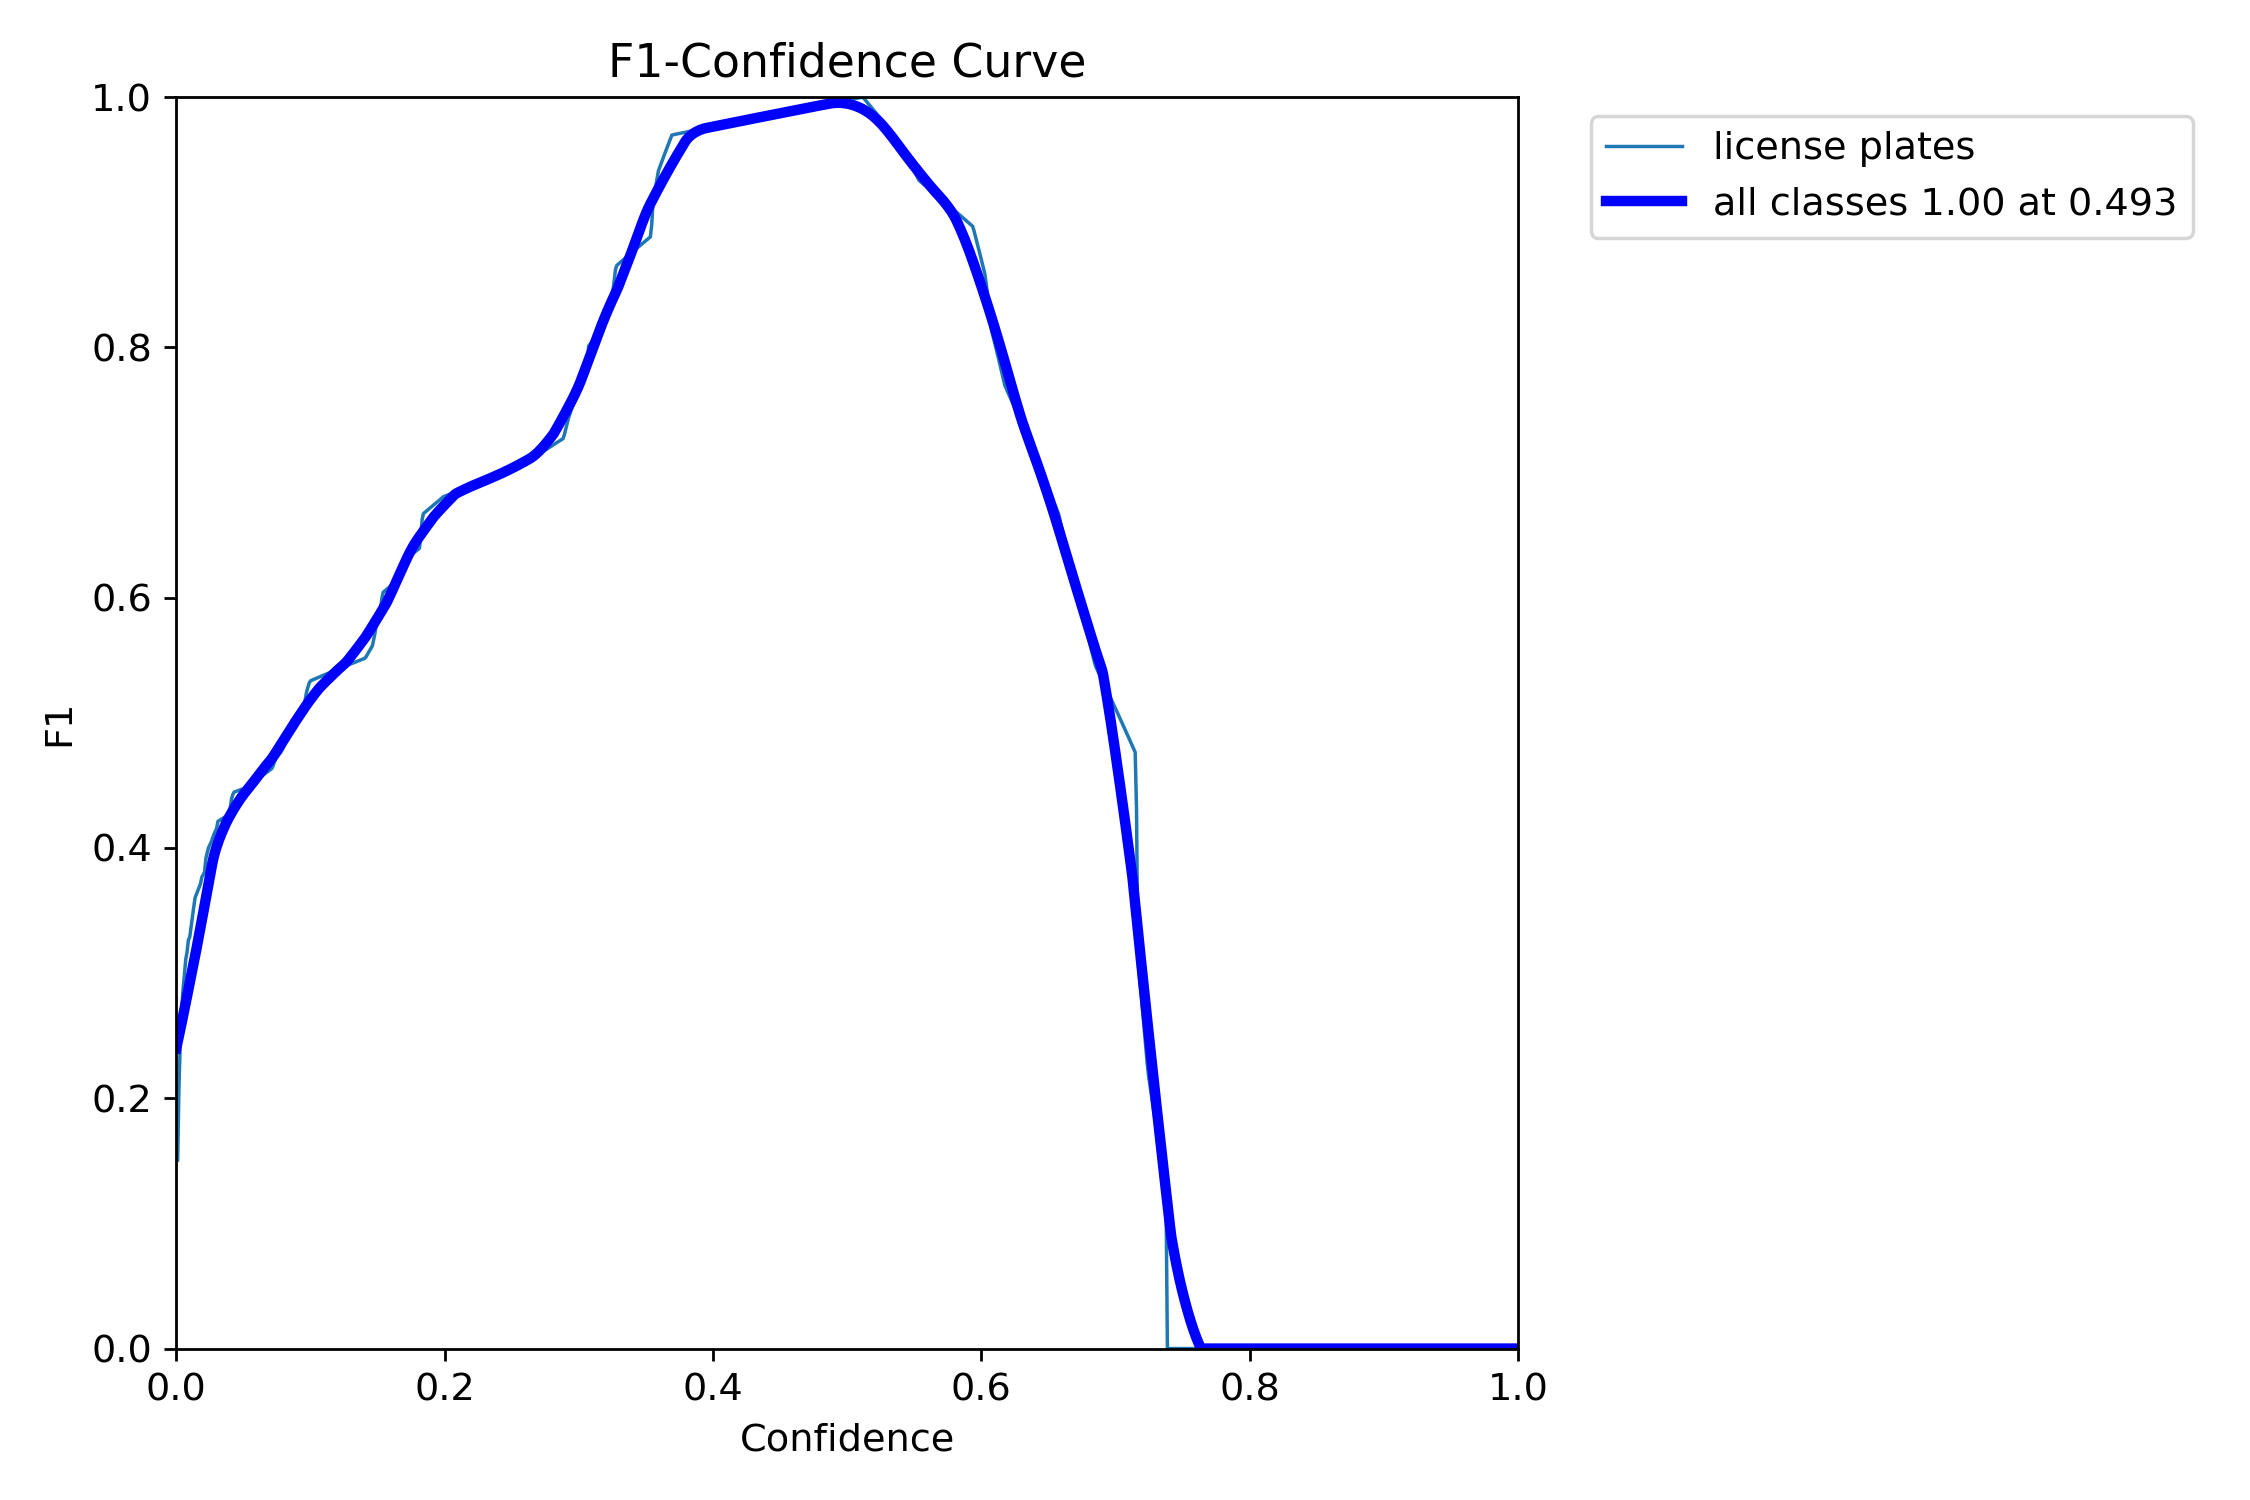 F1-Confidence Curve
license plates
all classes 1.00 at 0.493
1.0
0.8
0.6
0.4
0.2
0.0
F1
0.0 0.2 0.4 0.6 0.8 1.0
Confidence